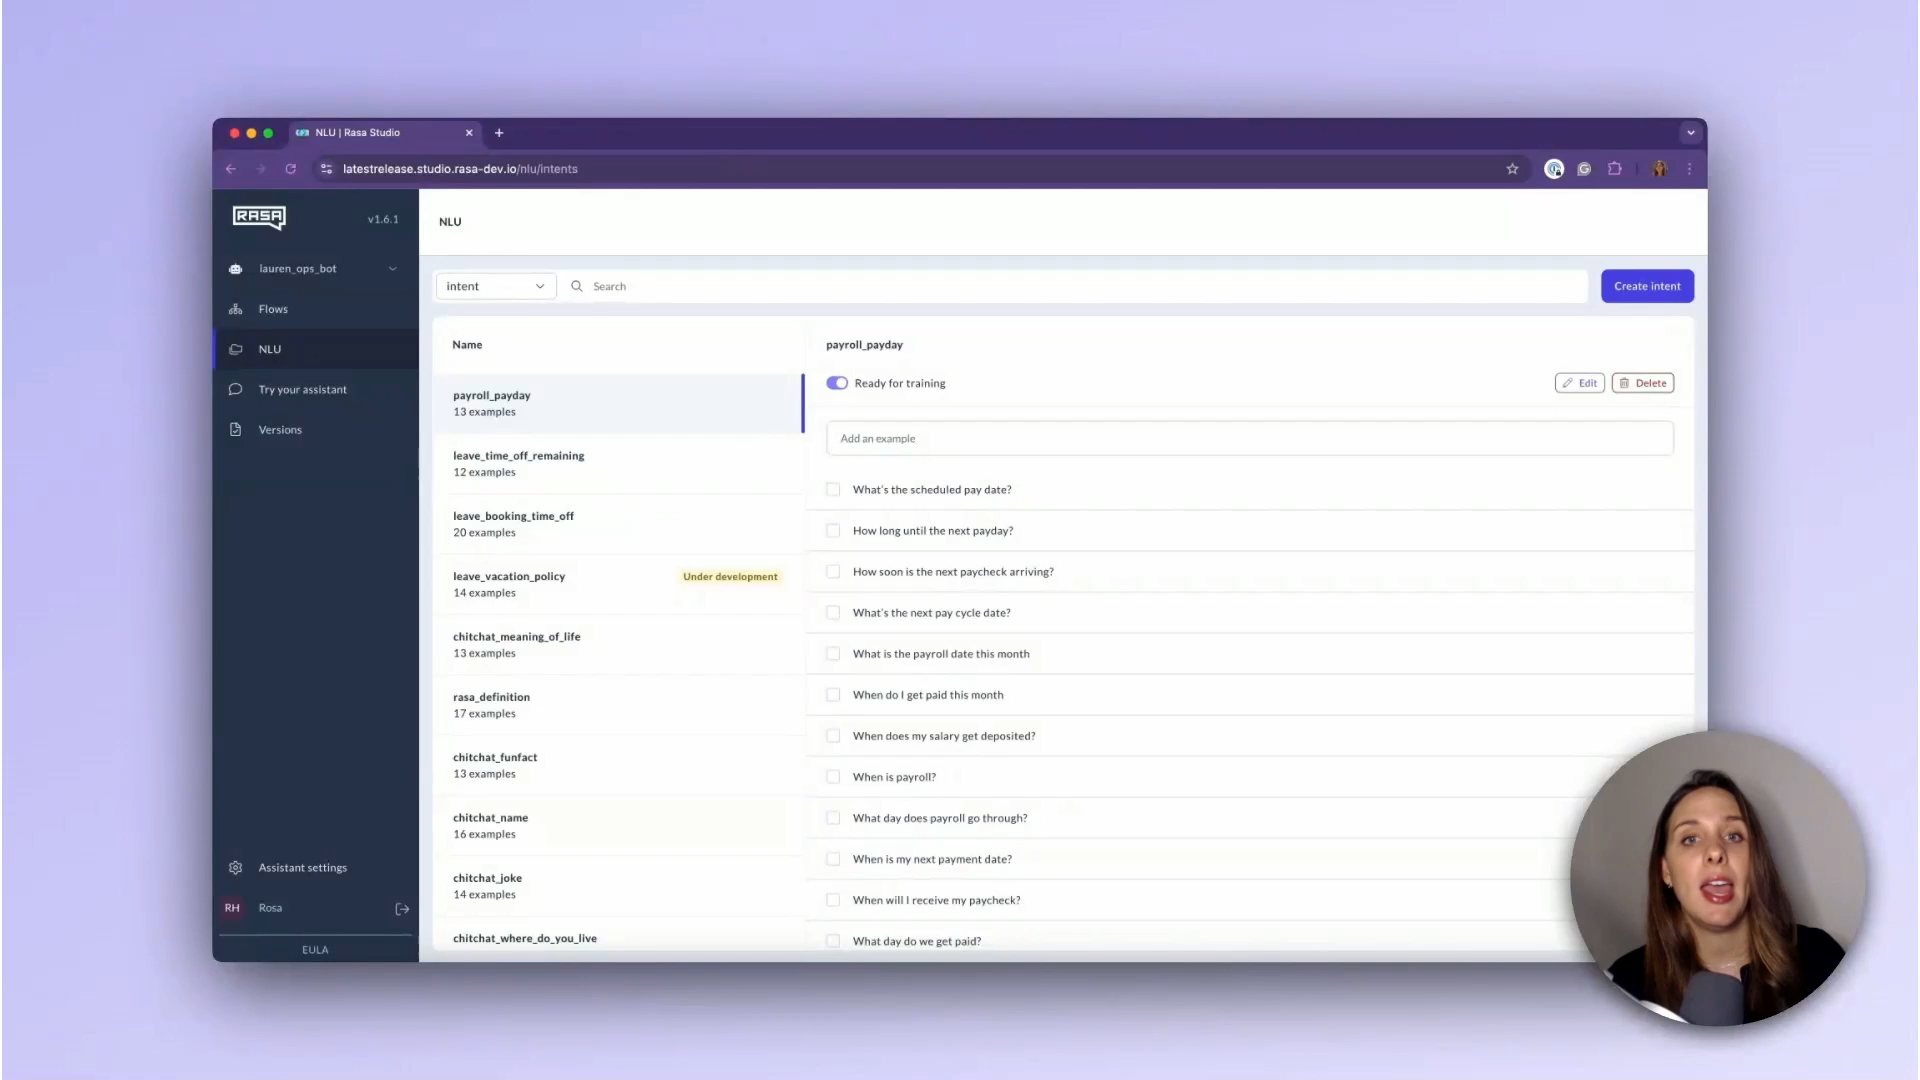 NLU | Rasa Studio
latestrelease.studio.rasa-dev.io/nlu/intents
RASA
v1.6.1
lauren_ops_bot
Flows
NLU
Try your assistant
Versions
Assistant settings
RH
Rosa
EULA
NLU
intent
Search
Create intent
Name
payroll_payday
13 examples
leave_time_off_remaining
12 examples
leave_booking_time_off
20 examples
leave_vacation_policy
Under development
14 examples
chitchat_meaning_of_life
13 examples
rasa_definition
17 examples
chitchat_funfact
13 examples
chitchat_name
16 examples
chitchat_joke
14 examples
chitchat_where_do_you_live
payroll_payday
Ready for training
Edit
Delete
Add an example
What's the scheduled pay date?
How long until the next payday?
How soon is the next paycheck arriving?
What's the next pay cycle date?
What is the payroll date this month
When do I get paid this month
When does my salary get deposited?
When is payroll?
What day does payroll go through?
When is my next payment date?
When will I receive my paycheck?
What day do we get paid?